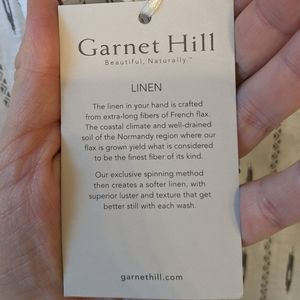 Garnet Hill
Beautiful, Naturally.™
LINEN
The linen in your hand is crafted
from extra-long fibers of French flax.
The coastal climate and well-drained
soil of the Normandy region where our
flax is grown yield what is considered
to be the finest fiber of its kind.
Our exclusive spinning method
then creates a softer linen, with
superior luster and texture that get
better still with each wash.
garnethill.com